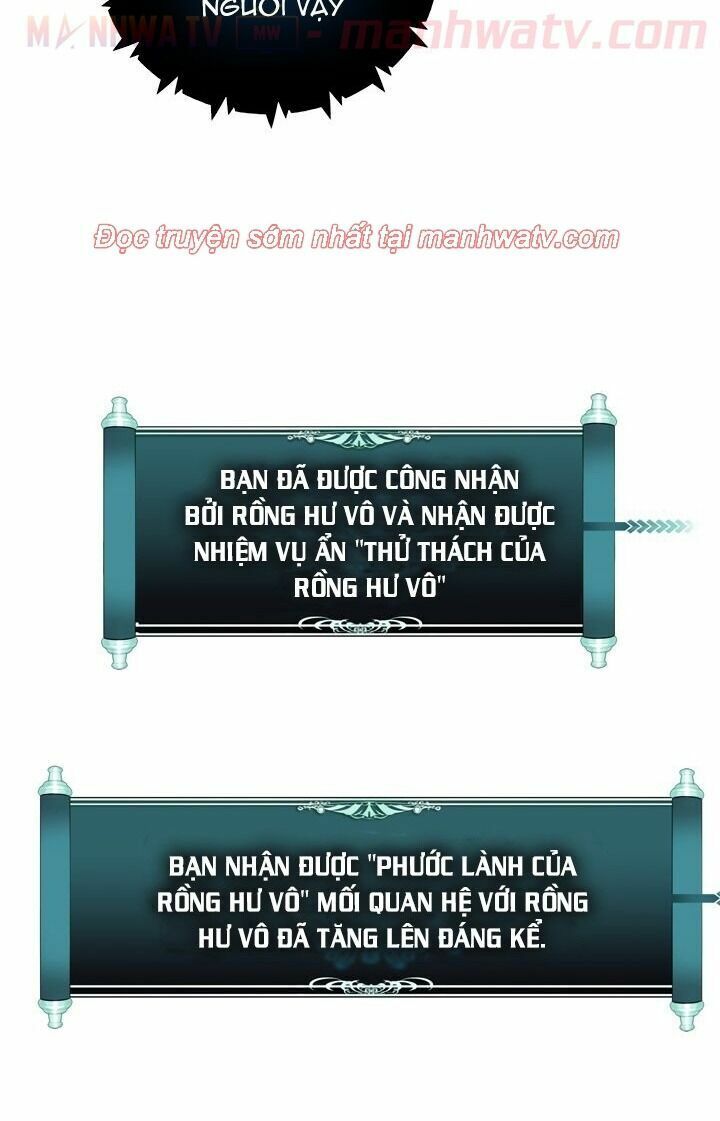 NGƯƠI VẬY
MANHWATV MW manhwatv.com
Đọc truyện sớm nhất tại manhwatv.com
BẠN ĐÃ ĐƯỢC CÔNG NHẬN
BỞI RỒNG HƯ VÔ VÀ NHẬN ĐƯỢC
NHIỆM VỤ ẨN "THỬ THÁCH CỦA
RỒNG HƯ VÔ"
BẠN NHẬN ĐƯỢC "PHƯỚC LÀNH CỦA
RỒNG HƯ VÔ" MỐI QUAN HỆ VỚI RỒNG
HƯ VÔ ĐÃ TĂNG LÊN ĐÁNG KỂ.